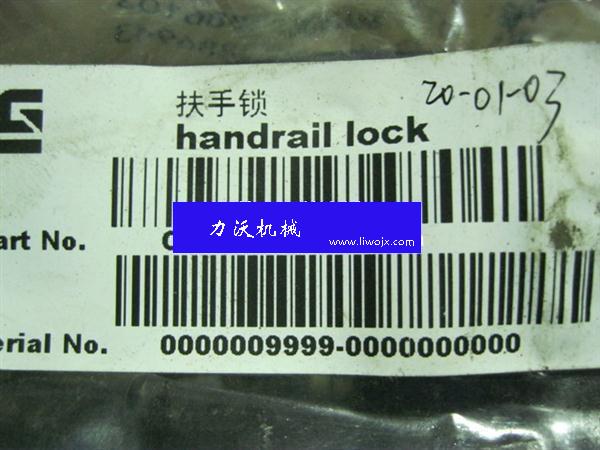 扶手锁
20-01-03
handrail lock
力沃机械
www.liwojx.com
art No.
erial No. 0000009999-0000000000